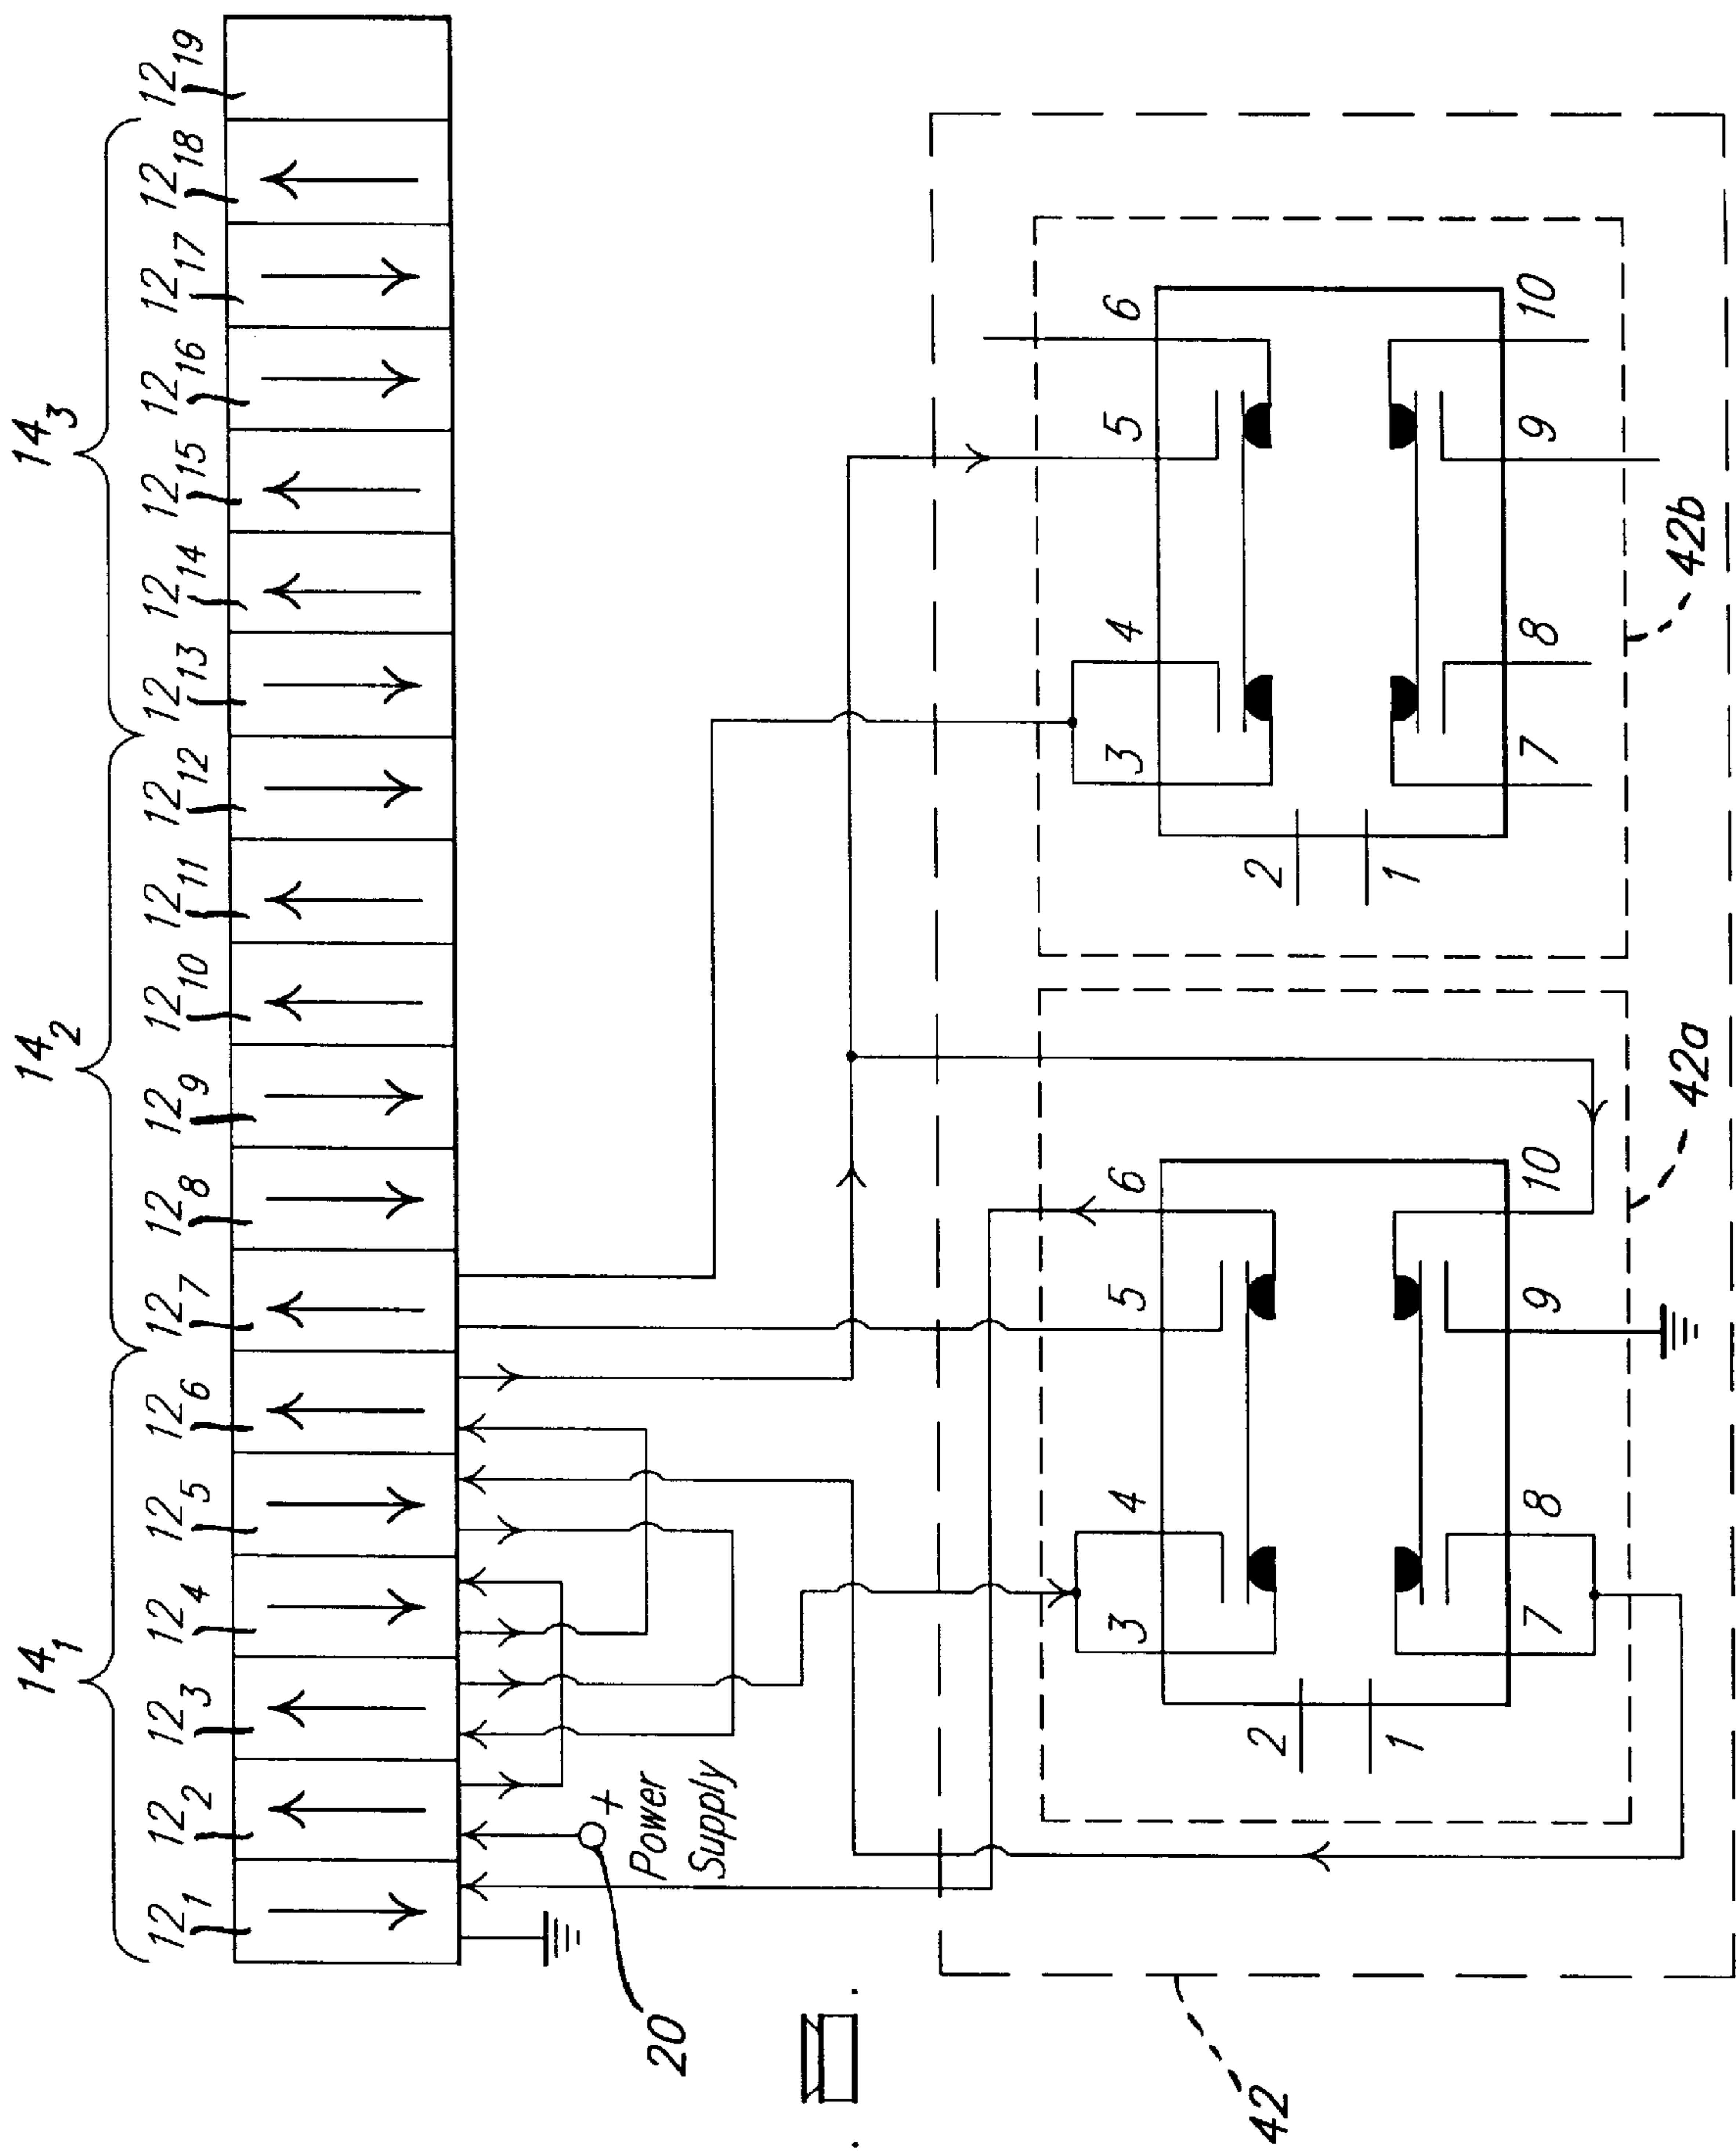 14₁ 14₂ 14₃
12₁ 12₂ 12₃ 12₄ 12₅ 12₆ 12₇ 12₈ 12₉ 12₁₀ 12₁₁ 12₁₂ 12₁₃ 12₁₄ 12₁₅ 12₁₆ 12₁₇ 12₁₈ 12₁₉
+
20
Power
Supply
3 4 5 6
3 4 5 6
2
2
1
1
7 8 9 10
7 8 9 10
42
42a
42b